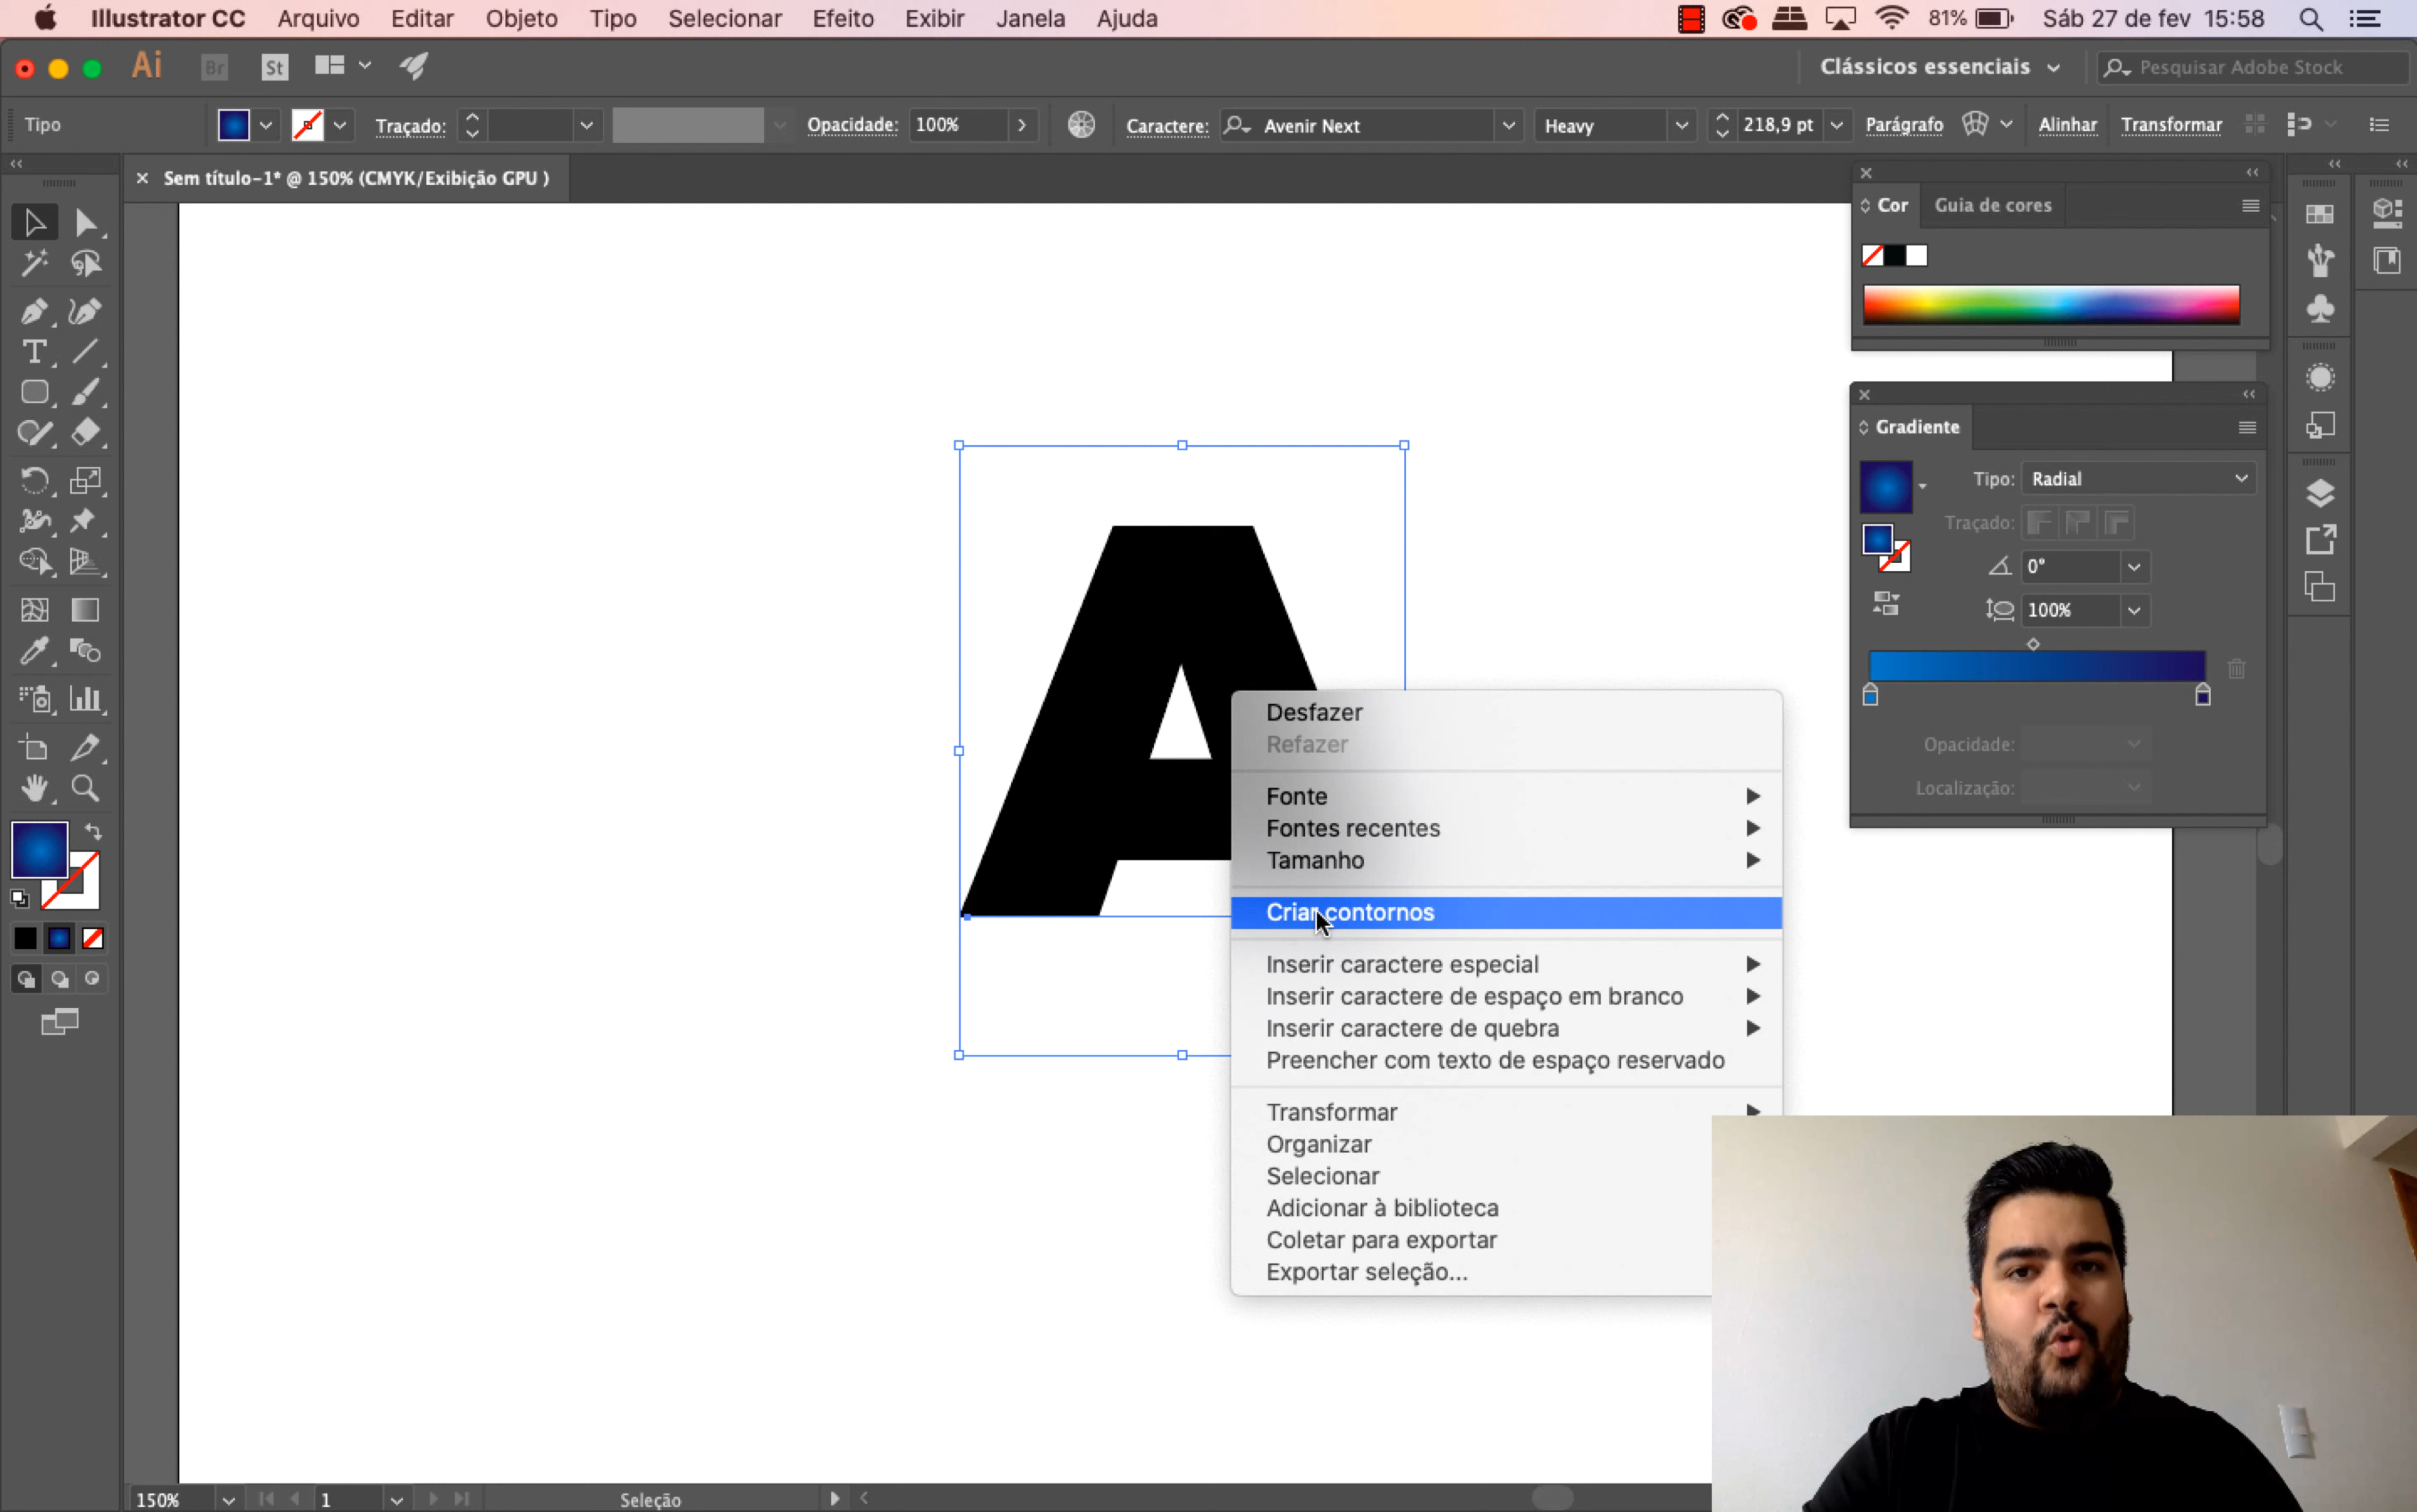 Illustrator CC Arquivo Editar Objeto Tipo Selecionar Efeito Exibir Janela Ajuda 81% Sáb 27 de fev 15:58
Ai Br St Clássicos essenciais Pesquisar Adobe Stock
Tipo Traçado: Opacidade: 100% Caractere: Avenir Next Heavy 218,9 pt Parágrafo Alinhar Transformar
Sem título-1* @ 150% (CMYK/Exibição GPU )
Cor Guia de cores
Gradiente
Tipo: Radial
Traçado:
0°
100%
Opacidade:
Localização:
A
Desfazer
Refazer
Fonte
Fontes recentes
Tamanho
Criar contornos
Inserir caractere especial
Inserir caractere de espaço em branco
Inserir caractere de quebra
Preencher com texto de espaço reservado
Transformar
Organizar
Selecionar
Adicionar à biblioteca
Coletar para exportar
Exportar seleção...
150% 1 Seleção